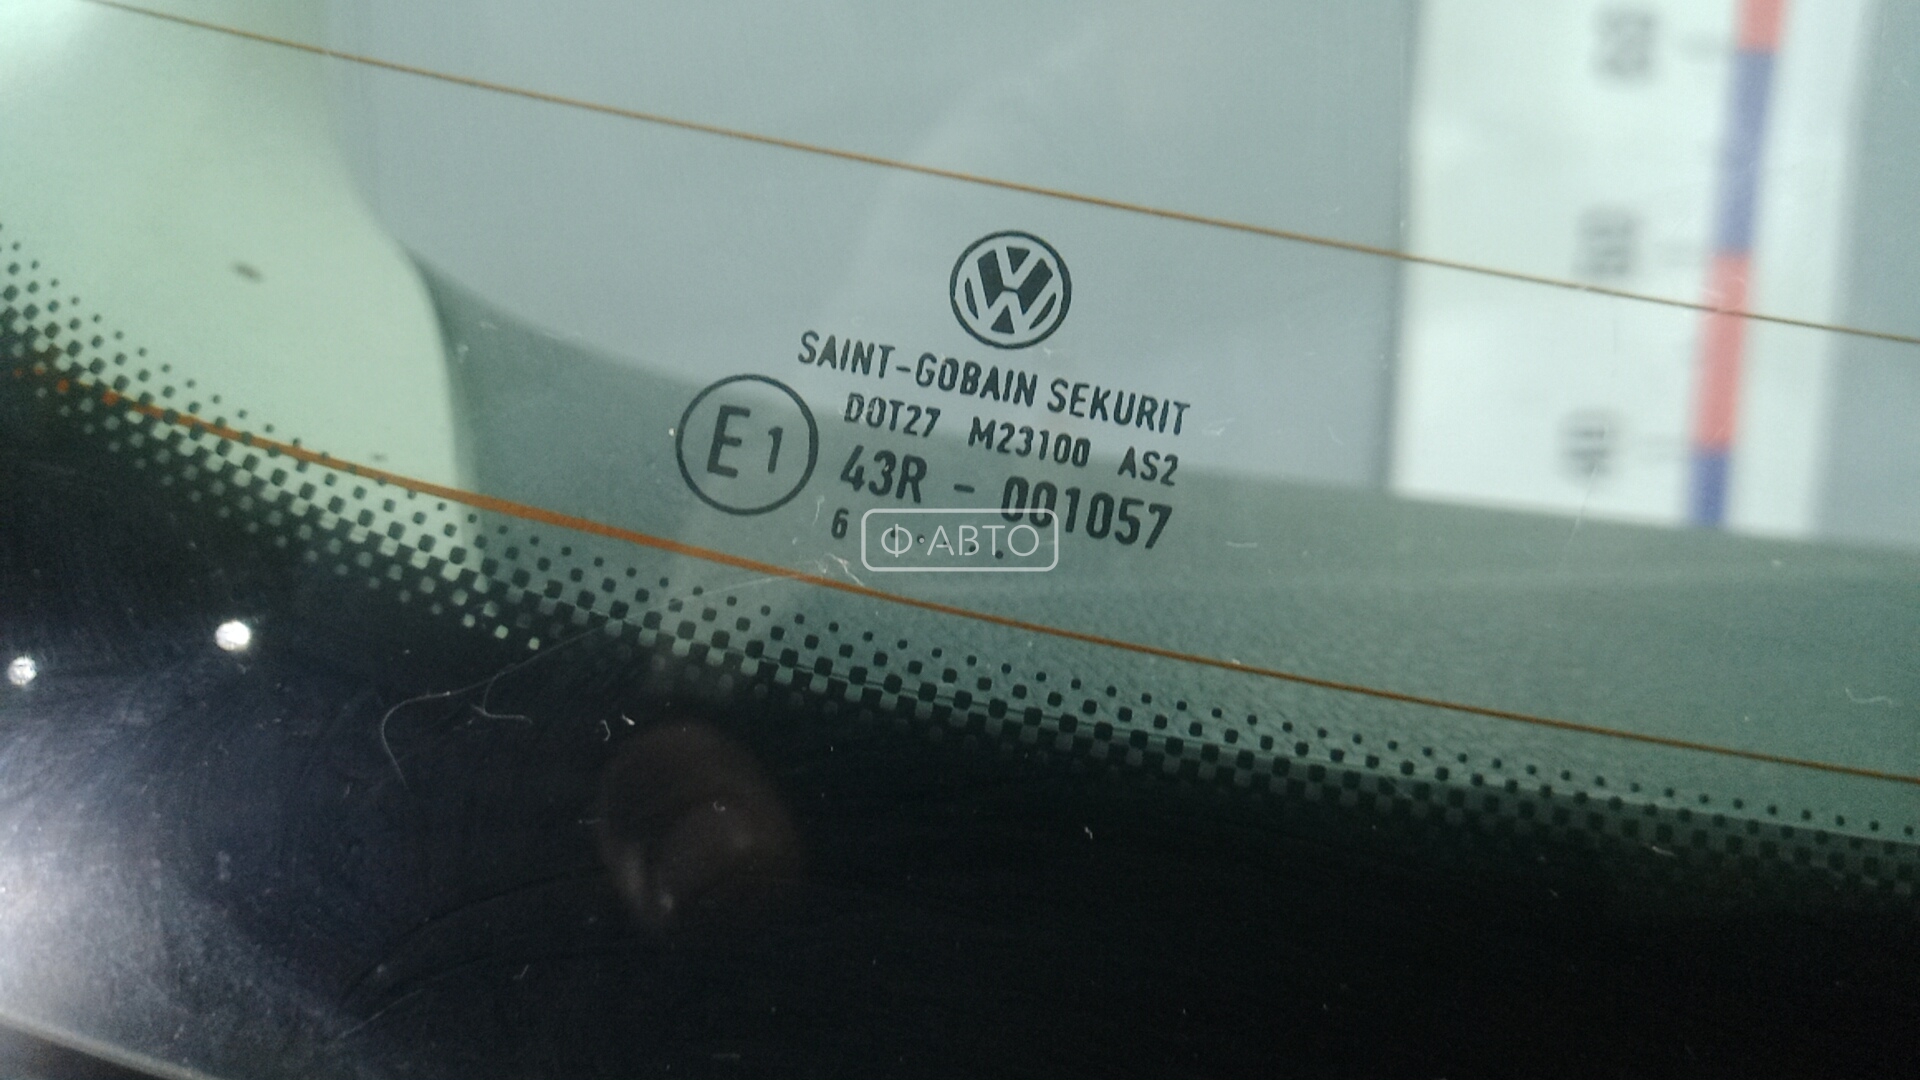 SAINT-GOBAIN SEKURIT
DOT27 M23100 AS2
E1
43R - 001057
6 .....
Ф·АВТО